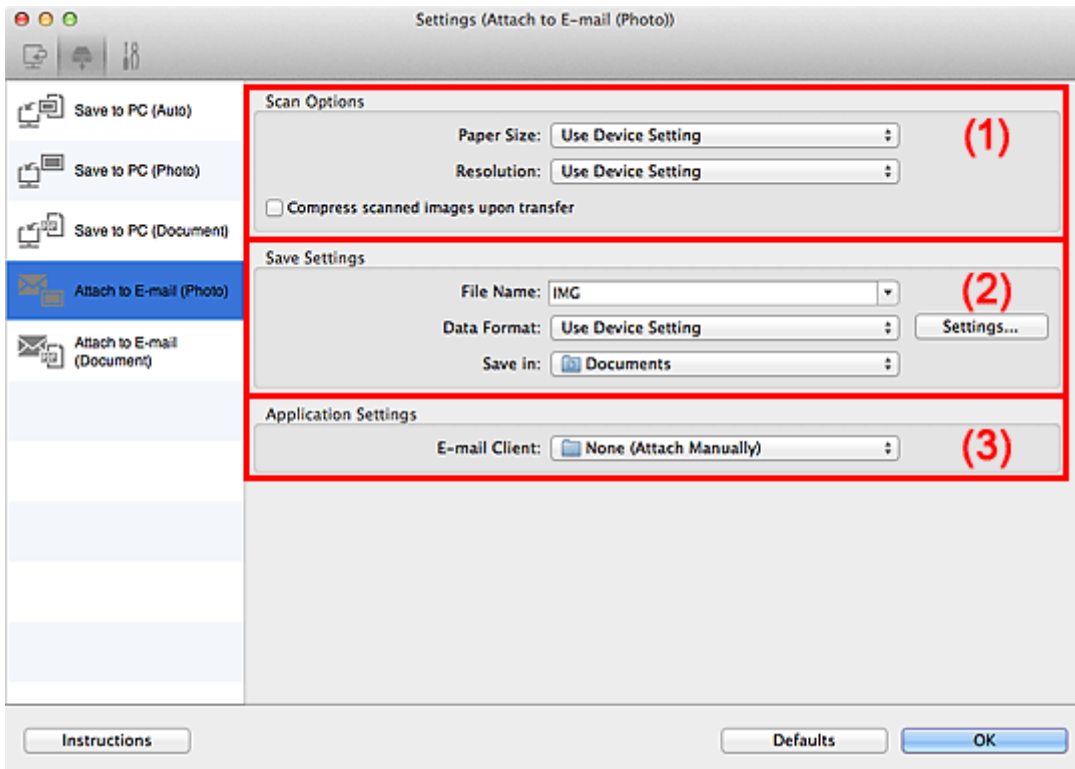 Settings (Attach to E-mail (Photo))
Save to PC (Auto)
Save to PC (Photo)
Save to PC (Document)
Attach to E-mail (Photo)
Attach to E-mail
(Document)
Scan Options
(1)
Paper Size: Use Device Setting
Resolution: Use Device Setting
Compress scanned images upon transfer
Save Settings
(2)
File Name: IMG
Data Format: Use Device Setting Settings...
Save in: Documents
Application Settings
(3)
E-mail Client: None (Attach Manually)
Instructions
Defaults
OK